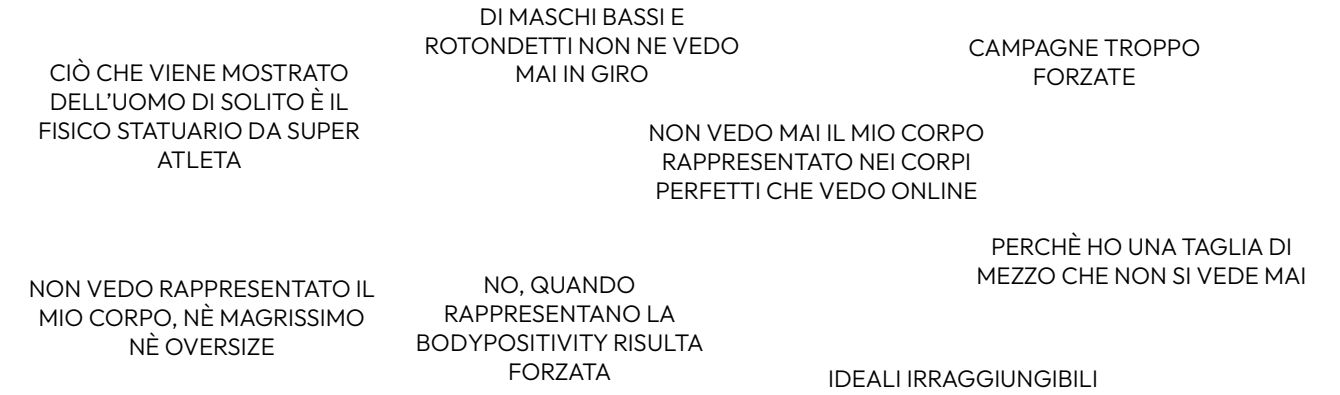 DI MASCHI BASSI E
ROTONDETTI NON NE VEDO
MAI IN GIRO
CAMPAGNE TROPPO
FORZATE
CIÒ CHE VIENE MOSTRATO
DELL'UOMO DI SOLITO È IL
FISICO STATUARIO DA SUPER
ATLETA
NON VEDO MAI IL MIO CORPO
RAPPRESENTATO NEI CORPI
PERFETTI CHE VEDO ONLINE
PERCHÈ HO UNA TAGLIA DI
MEZZO CHE NON SI VEDE MAI
NON VEDO RAPPRESENTATO IL
MIO CORPO, NÈ MAGRISSIMO
NÈ OVERSIZE
NO, QUANDO
RAPPRESENTANO LA
BODYPOSITIVITY RISULTA
FORZATA
IDEALI IRRAGGIUNGIBILI